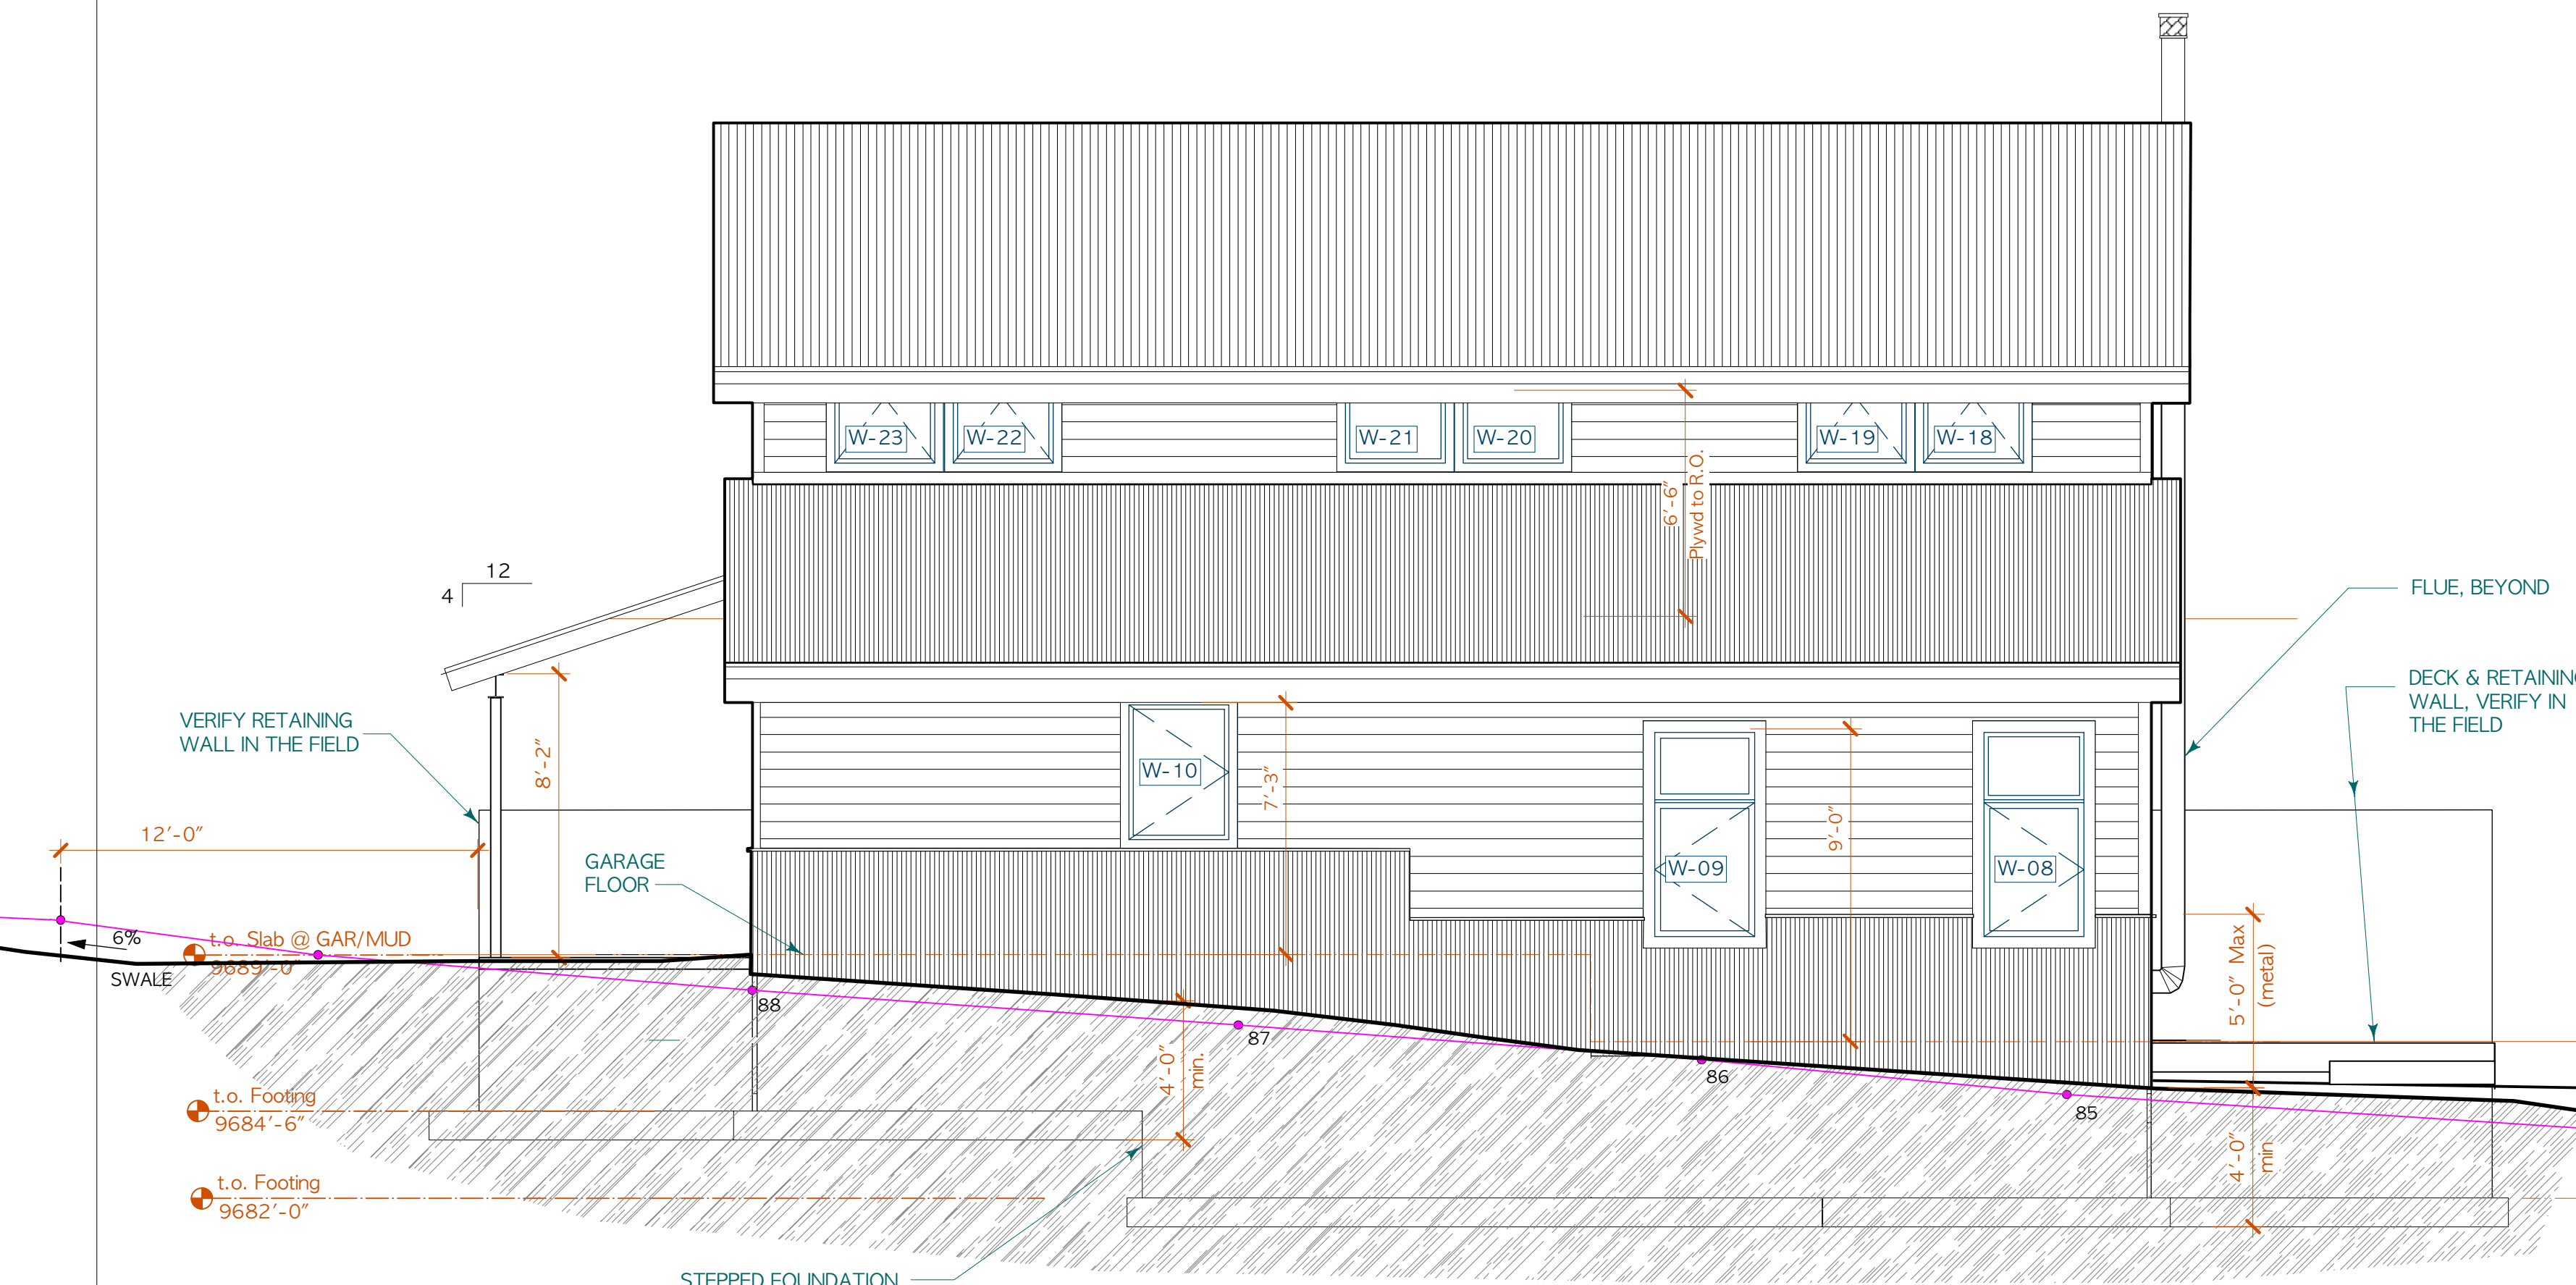 W-23
W-22
W-21
W-20
W-19
W-18
6'-6"
Plywd to R.O.
12
4
FLUE, BEYOND
DECK & RETAINING
WALL, VERIFY IN
THE FIELD
VERIFY RETAINING
WALL IN THE FIELD
8'-2"
W-10
7'-3"
9'-0"
12'-0"
GARAGE
FLOOR
W-09
W-08
6%
SWALE
t.o. Slab @ GAR/MUD
9689'-0"
5'-0" Max
(metal)
88
87
86
85
4'-0"
min.
t.o. Footing
9684'-6"
4'-0"
min
t.o. Footing
9682'-0"
STEPPED FOUNDATION